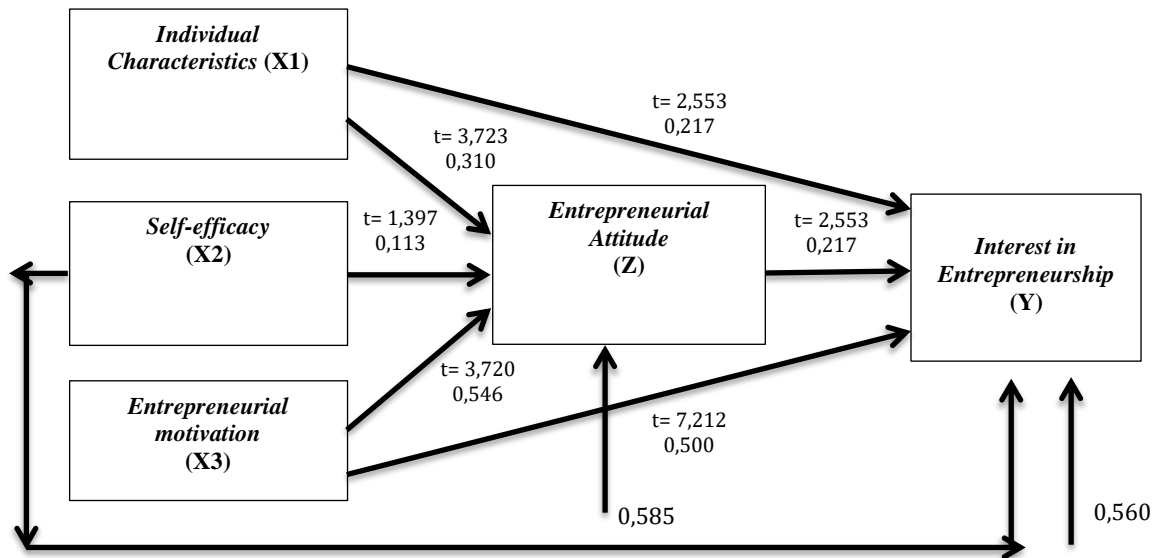 Individual
Characteristics (X1)
t= 2,553
0,217
t= 3,723
0,310
Self-efficacy
(X2)
t= 1,397
0,113
Entrepreneurial
Attitude
(Z)
t= 2,553
0,217
Interest in
Entrepreneurship
(Y)
t= 3,720
0,546
Entrepreneurial
motivation
(X3)
t= 7,212
0,500
0,585
0,560